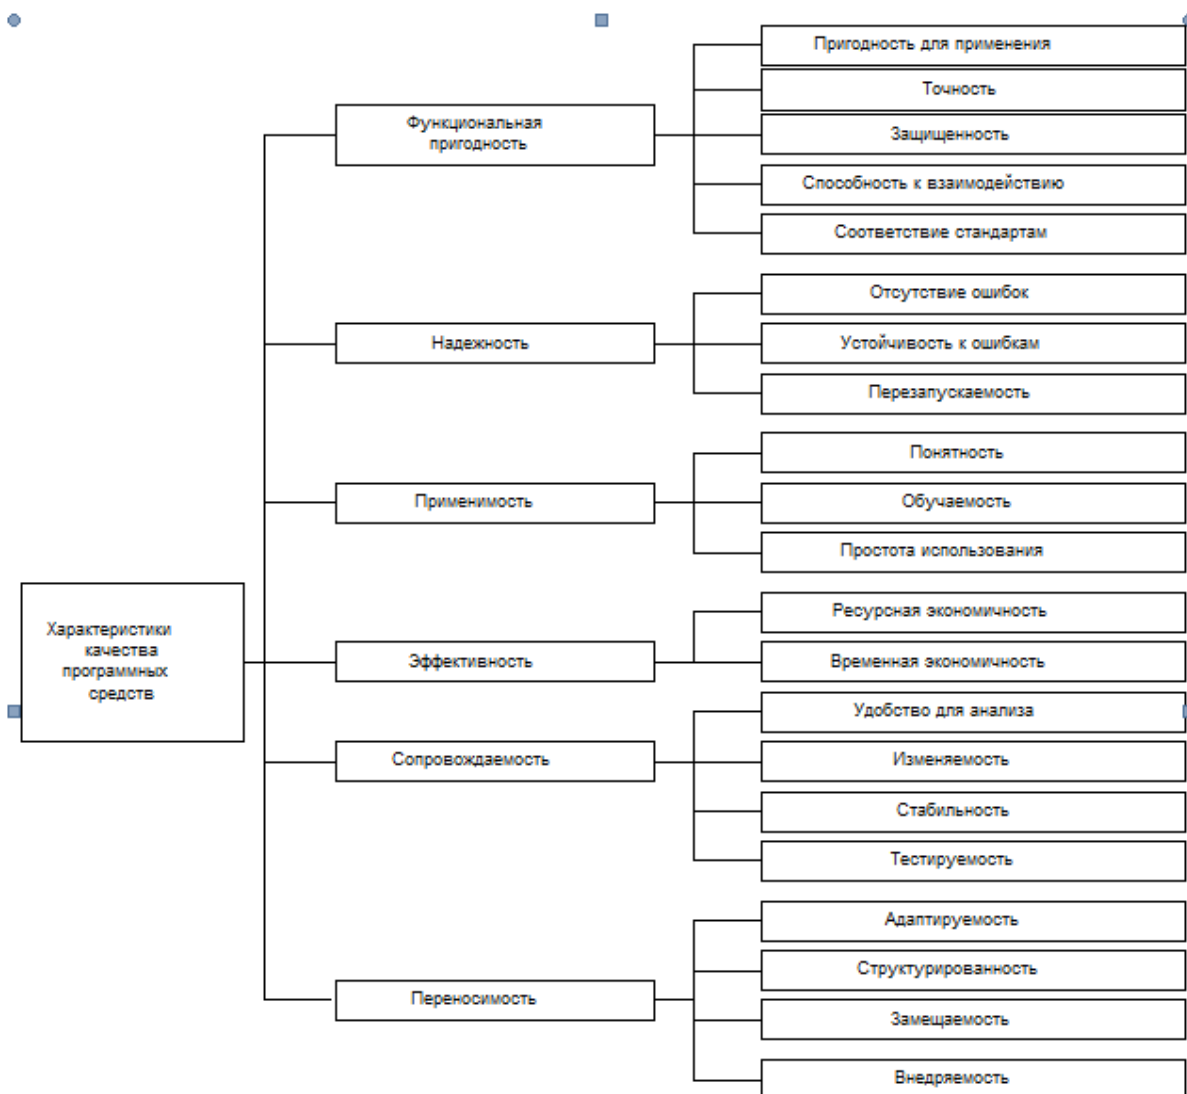 Характеристики
качества
программных
средств
Функциональная
пригодность
Пригодность для применения
Точность
Защищенность
Способность к взаимодействию
Соответствие стандартам
Надежность
Отсутствие ошибок
Устойчивость к ошибкам
Перезапускаемость
Применимость
Понятность
Обучаемость
Простота использования
Эффективность
Ресурсная экономичность
Временная экономичность
Сопровождаемость
Удобство для анализа
Изменяемость
Стабильность
Тестируемость
Переносимость
Адаптируемость
Структурированность
Замещаемость
Внедряемость